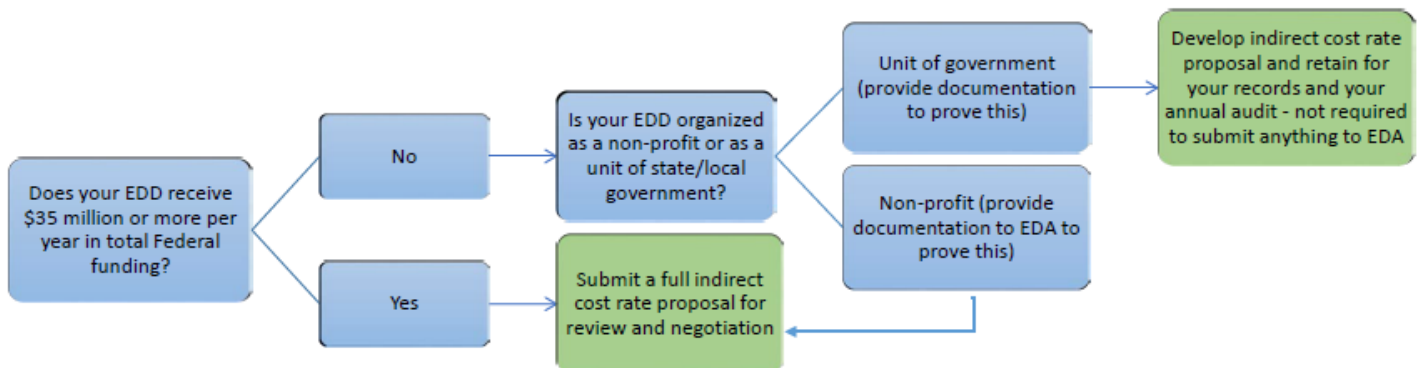 Does your EDD receive
$35 million or more per
year in total Federal
funding?
No
Yes
Is your EDD organized
as a non-profit or as a
unit of state/local
government?
Submit a full indirect
cost rate proposal for
review and negotiation
Unit of government
(provide documentation
to prove this)
Non-profit (provide
documentation to EDA to
prove this)
Develop indirect cost rate
proposal and retain for
your records and your
annual audit - not required
to submit anything to EDA